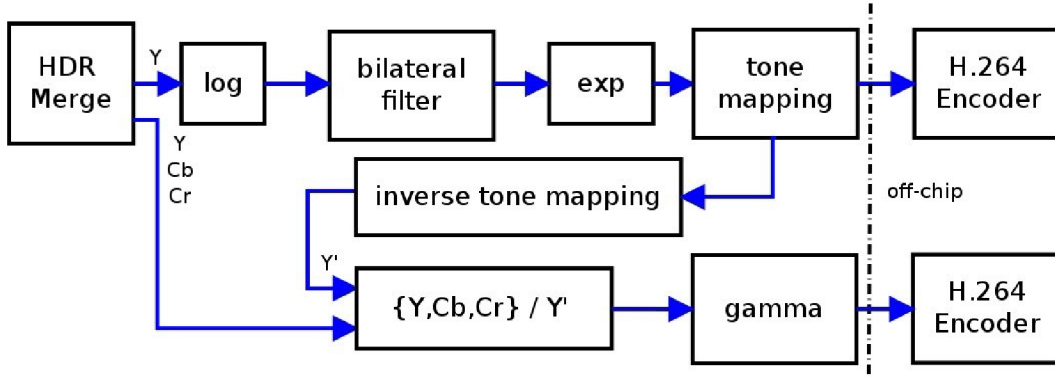 HDR
Merge
Y
log
bilateral
filter
exp
tone
mapping
H.264
Encoder
Y
Cb
Cr
inverse tone mapping
off-chip
Y'
{Y,Cb,Cr} / Y'
gamma
H.264
Encoder